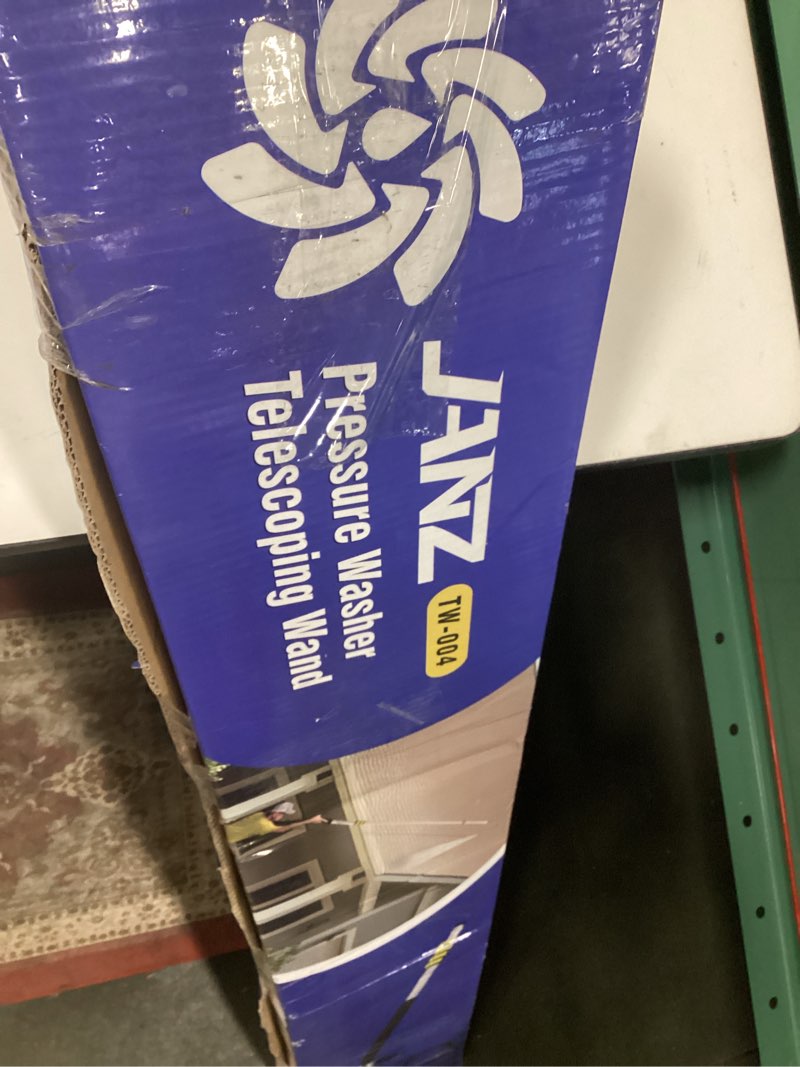 JANZ TW-004
Pressure Washer
Telescoping Wand